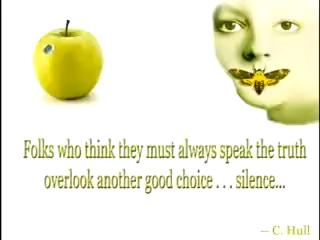 Folks who think they must always speak the truth
overlook another good choice . . . silence...
-- C. Hull